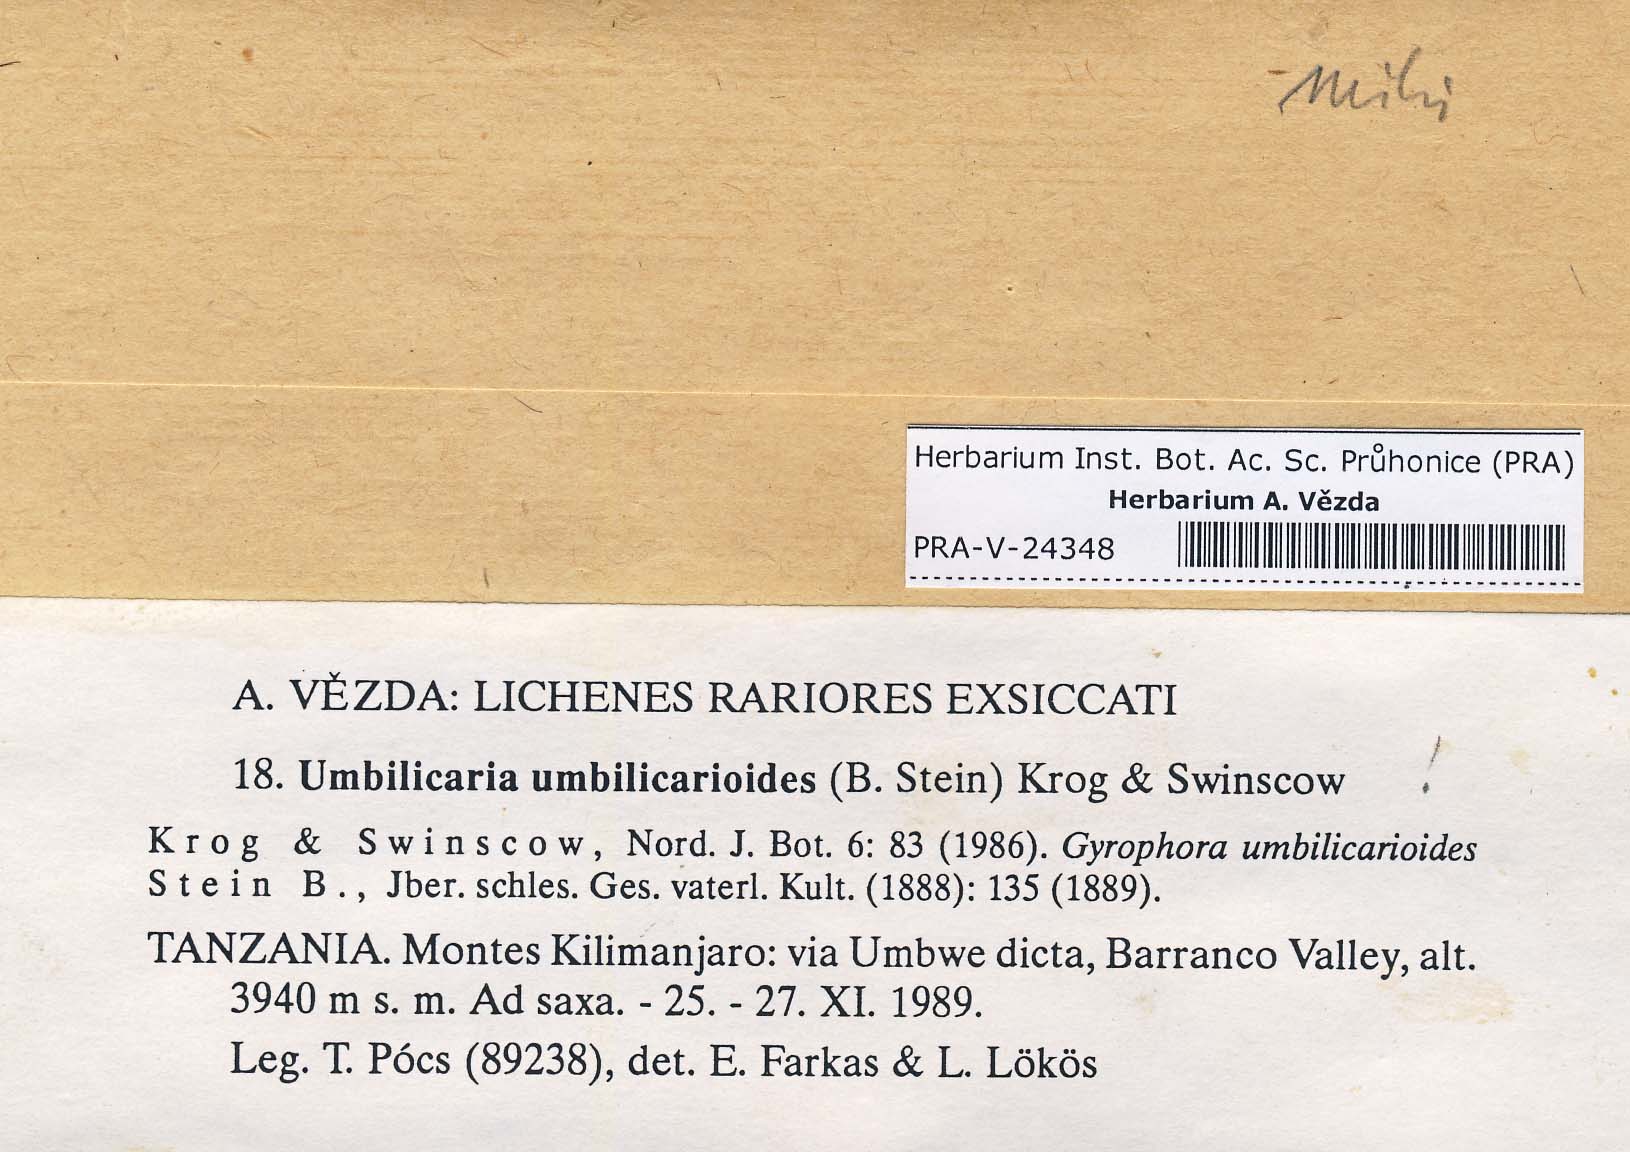 Herbarium Inst. Bot. Ac. Sc. Průhonice (PRA)
Herbarium A. Vězda
PRA-V-24348
A. VĚZDA: LICHENES RARIORES EXSICCATI
18. Umbilicaria umbilicarioides (B. Stein) Krog & Swinscow !
Krog & Swinscow, Nord. J. Bot. 6: 83 (1986). Gyrophora umbilicarioides
Stein B., Jber. schles. Ges. vaterl. Kult. (1888): 135 (1889).
TANZANIA. Montes Kilimanjaro: via Umbwe dicta, Barranco Valley, alt.
3940 m s. m. Ad saxa. - 25. - 27. XI. 1989.
Leg. T. Pócs (89238), det. E. Farkas & L. Lökös